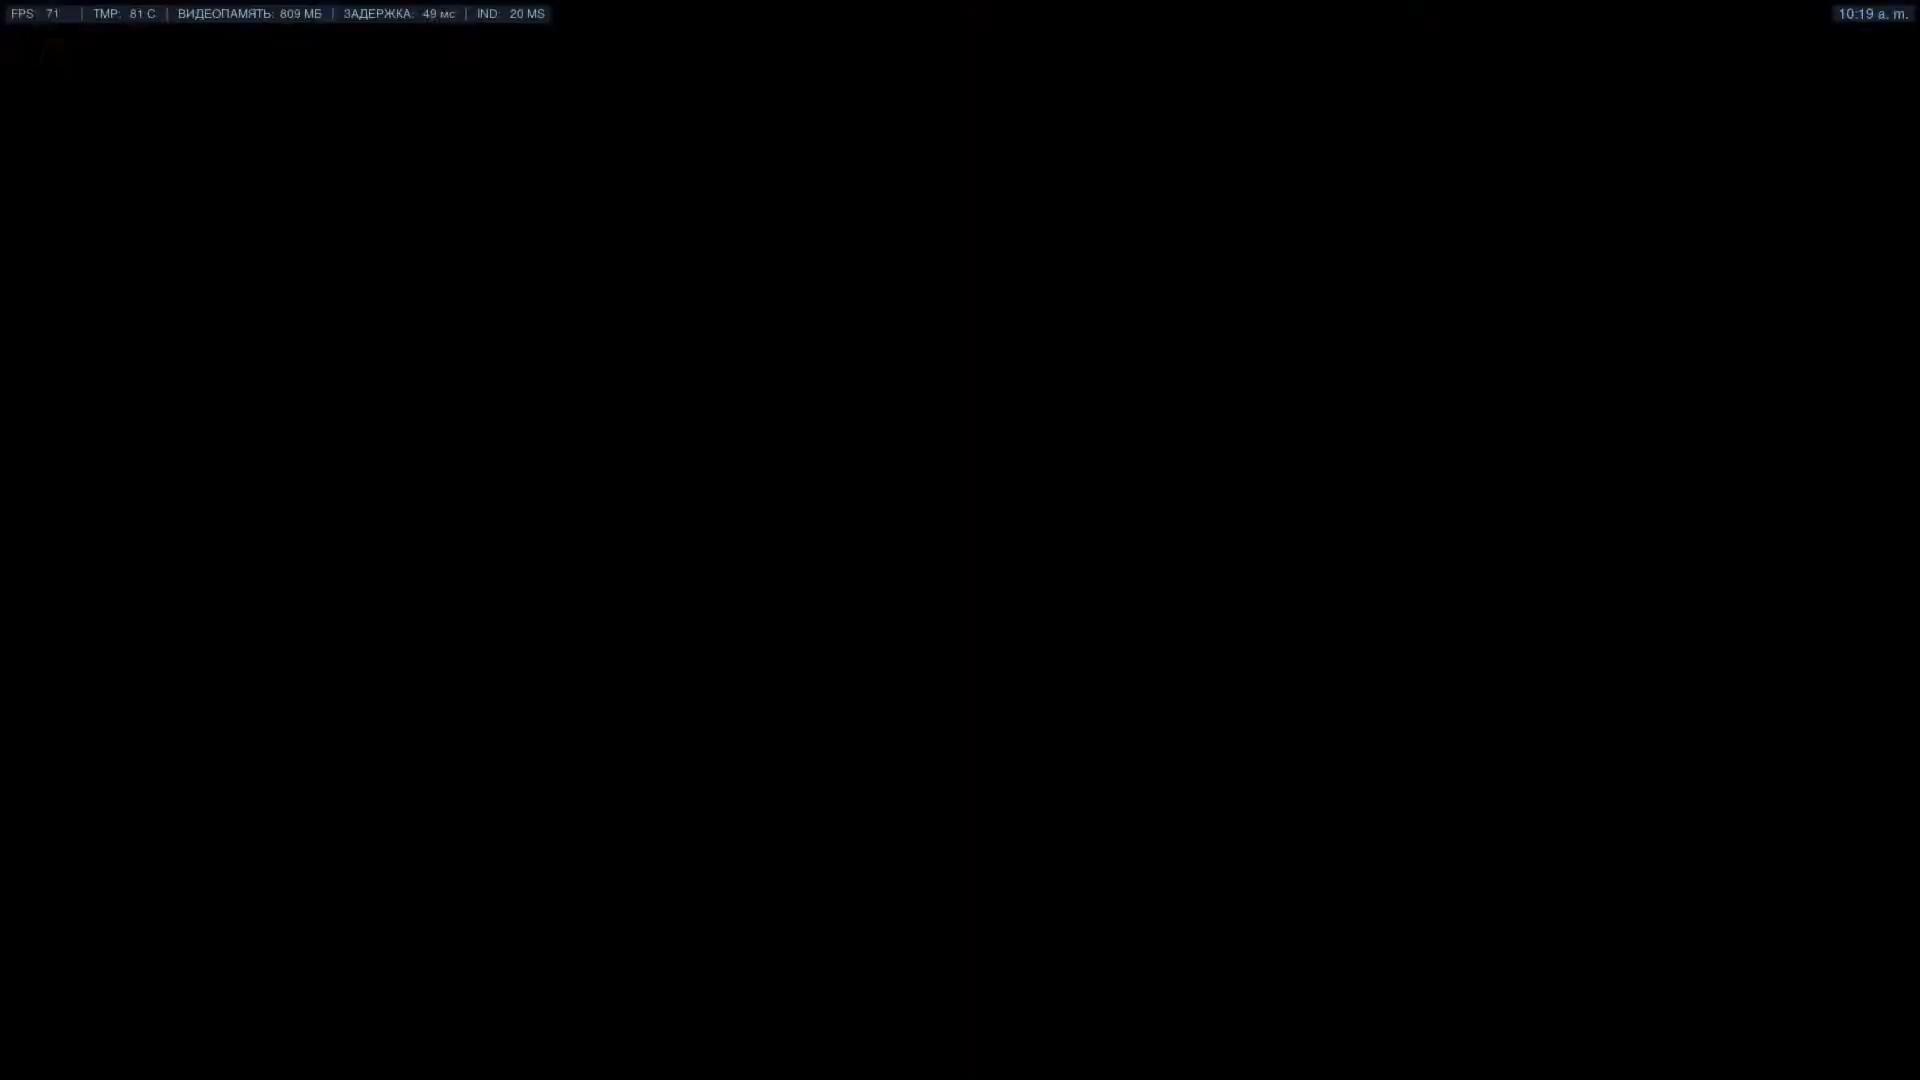 FPS: 71 | TMP: 81 C | ВИДЕОПАМЯТЬ: 809 МБ | ЗАДЕРЖКА: 49 мс | IND: 20 MS
10:19 a. m.